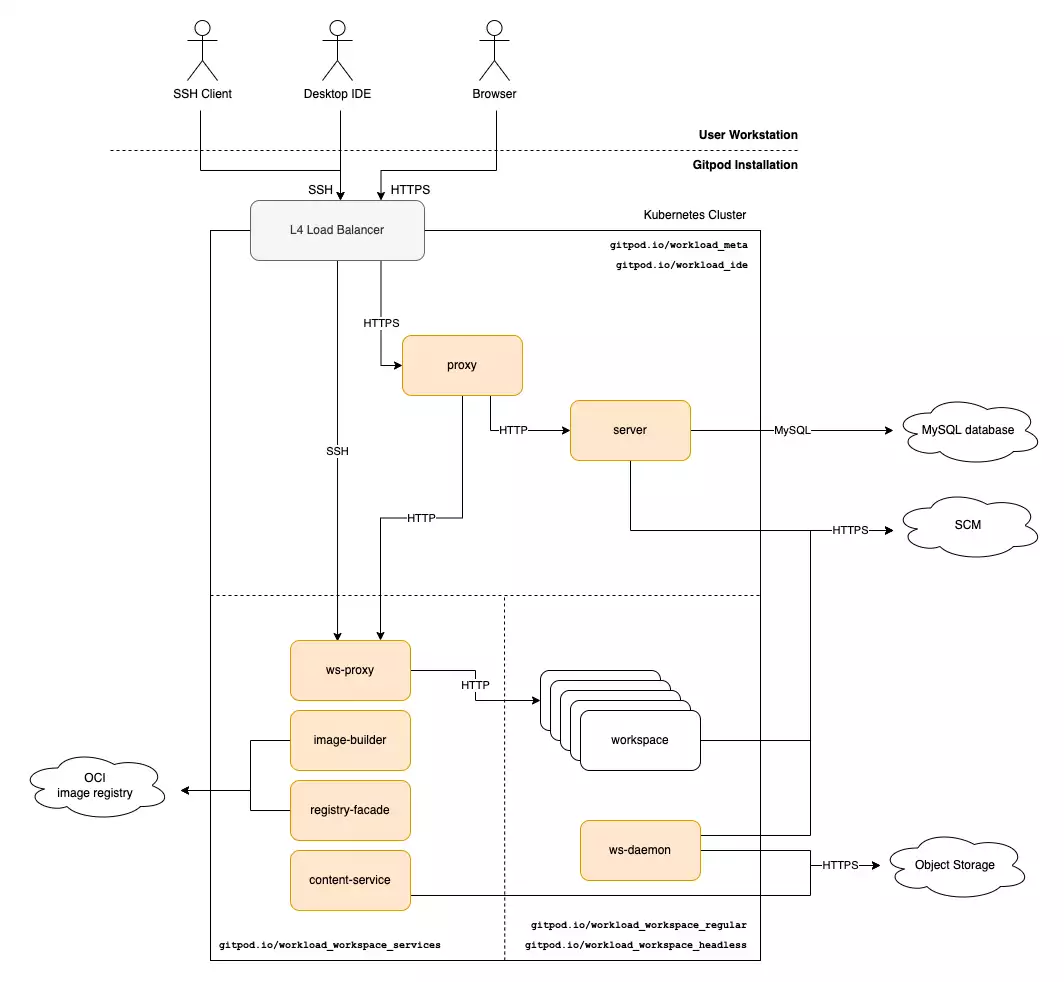 SSH Client
Desktop IDE
Browser
User Workstation
Gitpod Installation
SSH
HTTPS
Kubernetes Cluster
L4 Load Balancer
gitpod.io/workload_meta
gitpod.io/workload_ide
HTTPS
proxy
HTTP
server
MySQL
MySQL database
SSH
HTTP
HTTPS
SCM
ws-proxy
HTTP
image-builder
workspace
OCI
image registry
registry-facade
ws-daemon
HTTPS
Object Storage
content-service
gitpod.io/workload_workspace_regular
gitpod.io/workload_workspace_services
gitpod.io/workload_workspace_headless